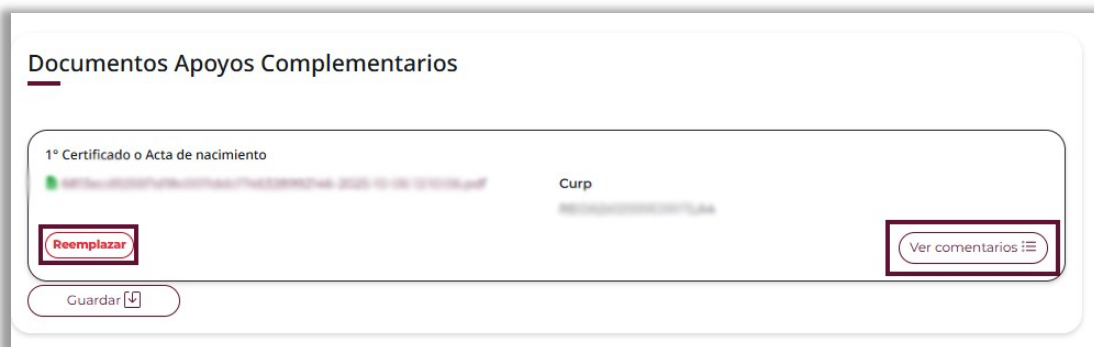 Documentos Apoyos Complementarios
1° Certificado o Acta de nacimiento
Curp
Reemplazar
Ver comentarios
Guardar